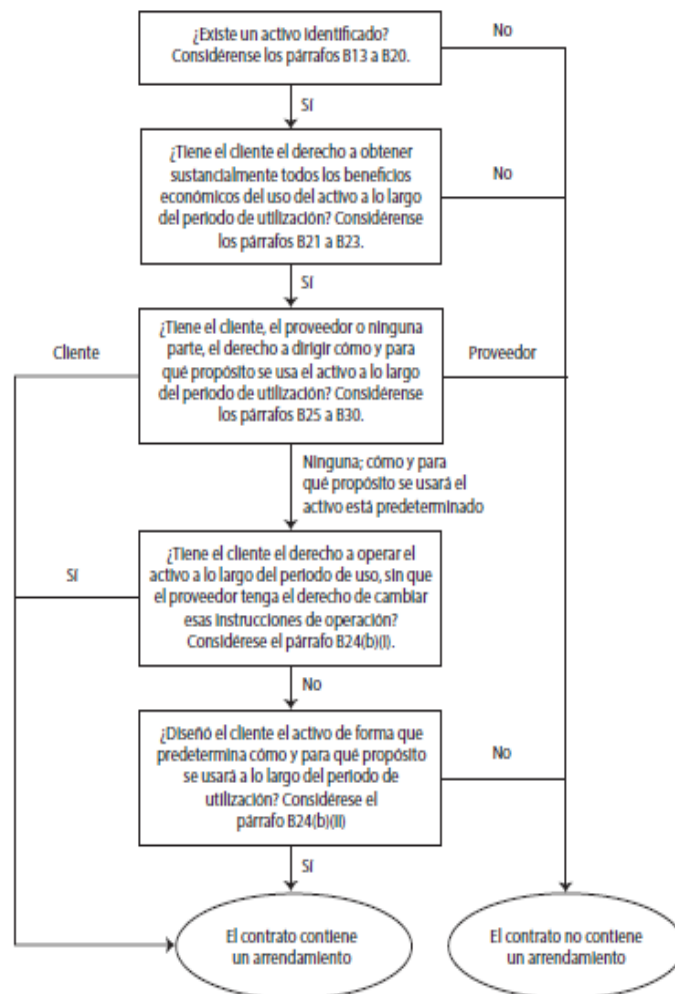 ¿Existe un activo identificado?
Considérense los párrafos B13 a B20.
No
Sí
¿Tiene el cliente el derecho a obtener
sustancialmente todos los beneficios
económicos del uso del activo a lo largo
del periodo de utilización? Considérense
los párrafos B21 a B23.
No
Sí
¿Tiene el cliente, el proveedor o ninguna
parte, el derecho a dirigir cómo y para
qué propósito se usa el activo a lo largo
del periodo de utilización? Considérense
los párrafos B25 a B30.
Cliente
Proveedor
Ninguna; cómo y para
qué propósito se usará el
activo está predeterminado
¿Tiene el cliente el derecho a operar el
activo a lo largo del periodo de uso, sin que
el proveedor tenga el derecho de cambiar
esas instrucciones de operación?
Considérese el párrafo B24(b)(i).
Sí
No
¿Diseñó el cliente el activo de forma que
predetermina cómo y para qué propósito
se usará a lo largo del periodo de
utilización? Considérese el
párrafo B24(b)(ii)
No
Sí
El contrato contiene
un arrendamiento
El contrato no contiene
un arrendamiento